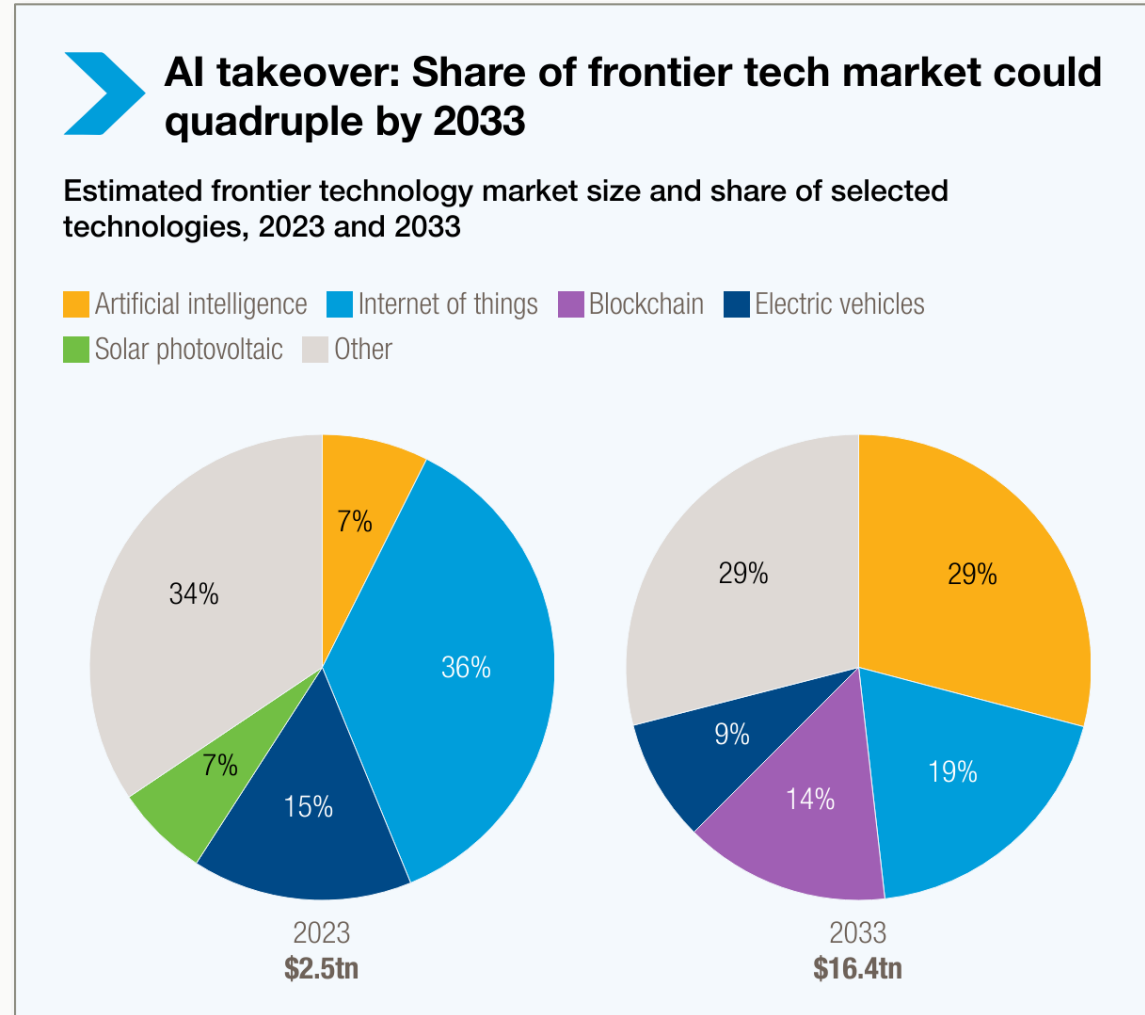 AI takeover: Share of frontier tech market could
quadruple by 2033
Estimated frontier technology market size and share of selected
technologies, 2023 and 2033
Artificial intelligence Internet of things Blockchain Electric vehicles
Solar photovoltaic Other
7%
36%
15%
7%
34%
2023
$2.5tn
29%
19%
14%
9%
29%
2033
$16.4tn